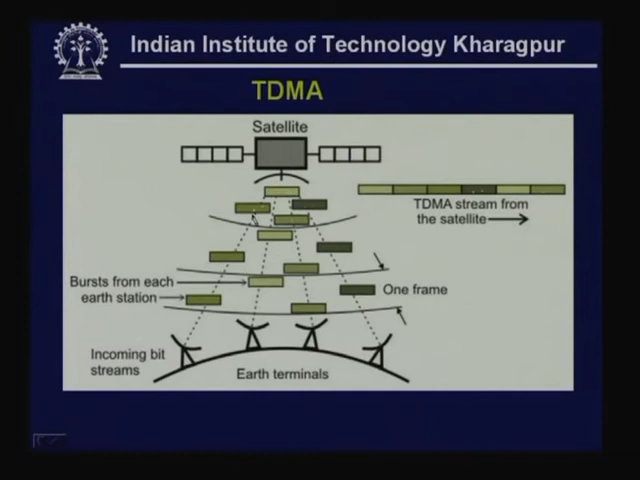 Indian Institute of Technology Kharagpur
TDMA
Satellite
TDMA stream from
the satellite
Bursts from each
earth station
One frame
Incoming bit
streams
Earth terminals